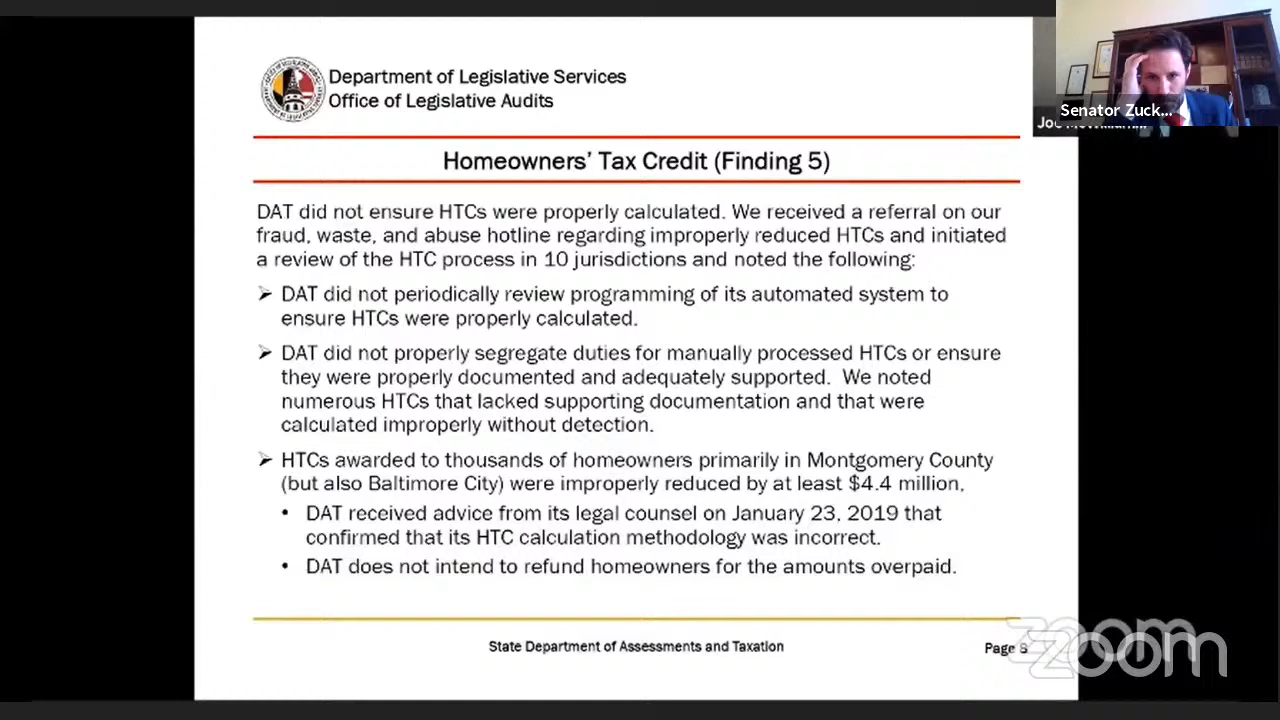 Department of Legislative Services
Office of Legislative Audits
Senator Zuck...
Homeowners' Tax Credit (Finding 5)
DAT did not ensure HTCs were properly calculated. We received a referral on our
fraud, waste, and abuse hotline regarding improperly reduced HTCs and initiated
a review of the HTC process in 10 jurisdictions and noted the following:
➢ DAT did not periodically review programming of its automated system to
ensure HTCs were properly calculated.
➢ DAT did not properly segregate duties for manually processed HTCs or ensure
they were properly documented and adequately supported. We noted
numerous HTCs that lacked supporting documentation and that were
calculated improperly without detection.
➢ HTCs awarded to thousands of homeowners primarily in Montgomery County
(but also Baltimore City) were improperly reduced by at least $4.4 million.
• DAT received advice from its legal counsel on January 23, 2019 that
confirmed that its HTC calculation methodology was incorrect.
• DAT does not intend to refund homeowners for the amounts overpaid.
State Department of Assessments and Taxation
Page
zoom
zoom